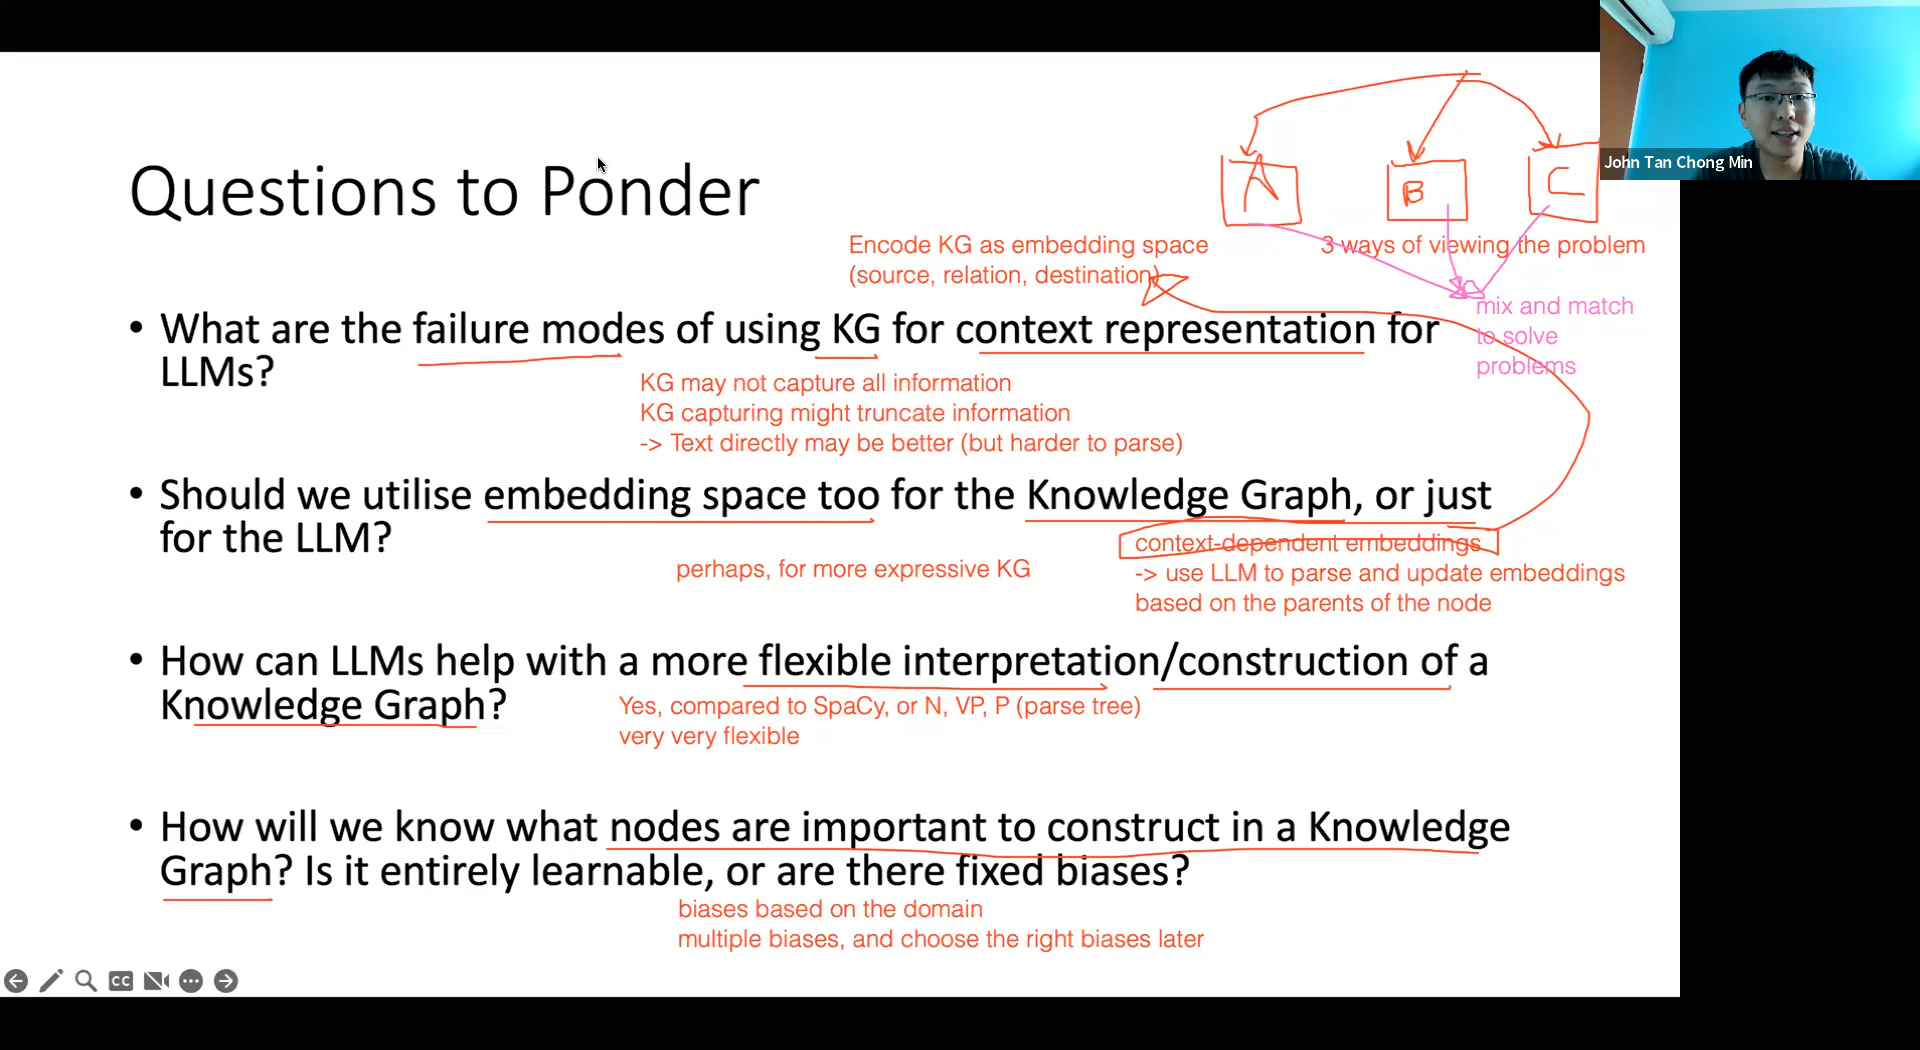 John Tan Chong Min
A
B
C
Questions to Ponder
Encode KG as embedding space
(source, relation, destination)
3 ways of viewing the problem
mix and match
to solve
problems
• What are the failure modes of using KG for context representation for
LLMs?
KG may not capture all information
KG capturing might truncate information
-> Text directly may be better (but harder to parse)
• Should we utilise embedding space too for the Knowledge Graph, or just
for the LLM?
perhaps, for more expressive KG
context-dependent embeddings
-> use LLM to parse and update embeddings
based on the parents of the node
• How can LLMs help with a more flexible interpretation/construction of a
Knowledge Graph?
Yes, compared to SpaCy, or N, VP, P (parse tree)
very very flexible
• How will we know what nodes are important to construct in a Knowledge
Graph? Is it entirely learnable, or are there fixed biases?
biases based on the domain
multiple biases, and choose the right biases later
CC